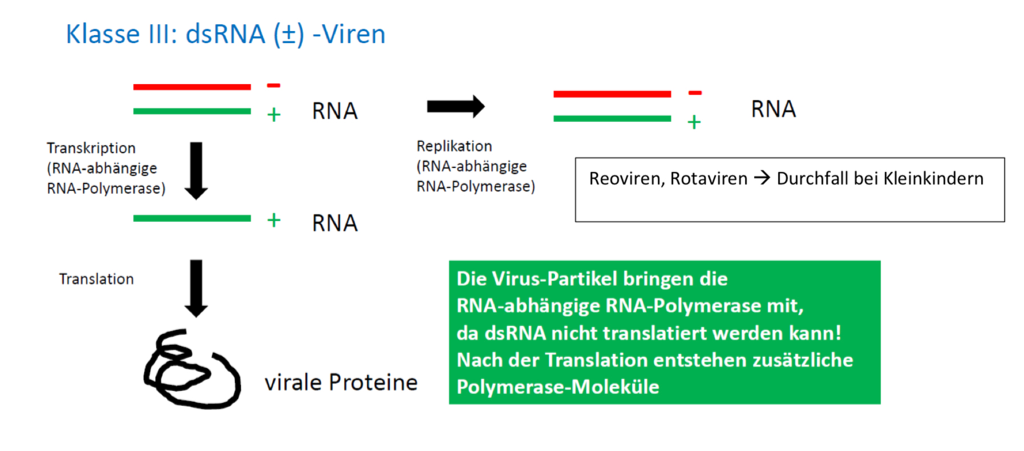 Klasse III: dsRNA (±) -Viren
-
+
RNA
-
+
RNA
Transkription
(RNA-abhängige
RNA-Polymerase)
Replikation
(RNA-abhängige
RNA-Polymerase)
Reoviren, Rotaviren → Durchfall bei Kleinkindern
+
RNA
Translation
Die Virus-Partikel bringen die
RNA-abhängige RNA-Polymerase mit,
da dsRNA nicht translatiert werden kann!
Nach der Translation entstehen zusätzliche
Polymerase-Moleküle
virale Proteine